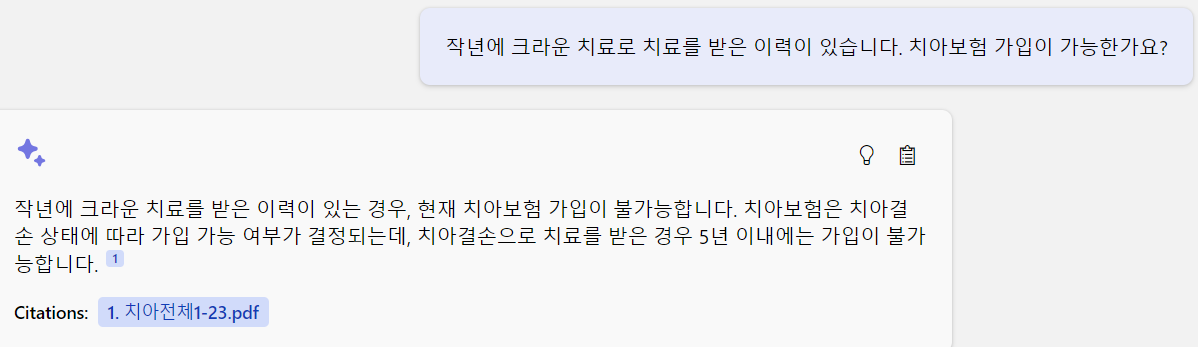 작년에 크라운 치료로 치료를 받은 이력이 있습니다. 치아보험 가입이 가능한가요?
작년에 크라운 치료를 받은 이력이 있는 경우, 현재 치아보험 가입이 불가능합니다. 치아보험은 치아결
손 상태에 따라 가입 가능 여부가 결정되는데, 치아결손으로 치료를 받은 경우 5년 이내에는 가입이 불가
능합니다. 1
Citations: 1. 치아전체1-23.pdf